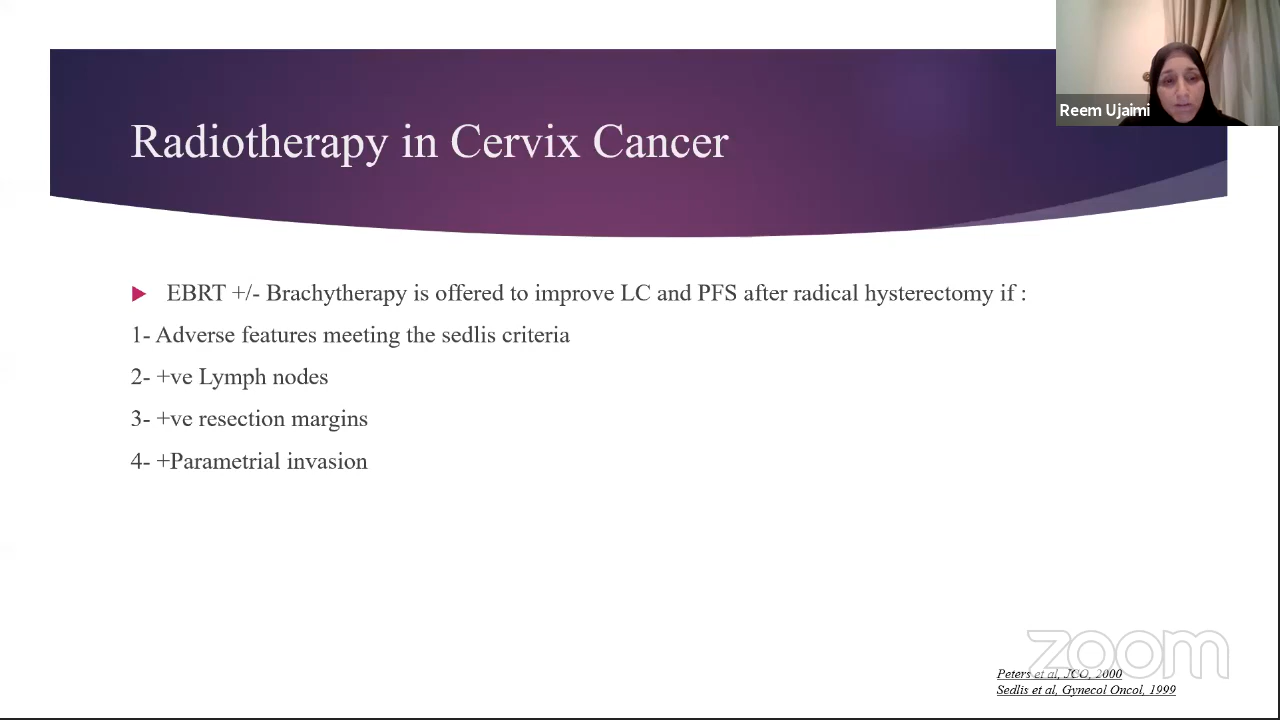 Reem Ujaimi
Radiotherapy in Cervix Cancer
EBRT +/- Brachytherapy is offered to improve LC and PFS after radical hysterectomy if :
1- Adverse features meeting the sedlis criteria
2- +ve Lymph nodes
3- +ve resection margins
4- +Parametrial invasion
zoom
Peters et al, JCO, 2000
Sedlis et al, Gynecol Oncol, 1999